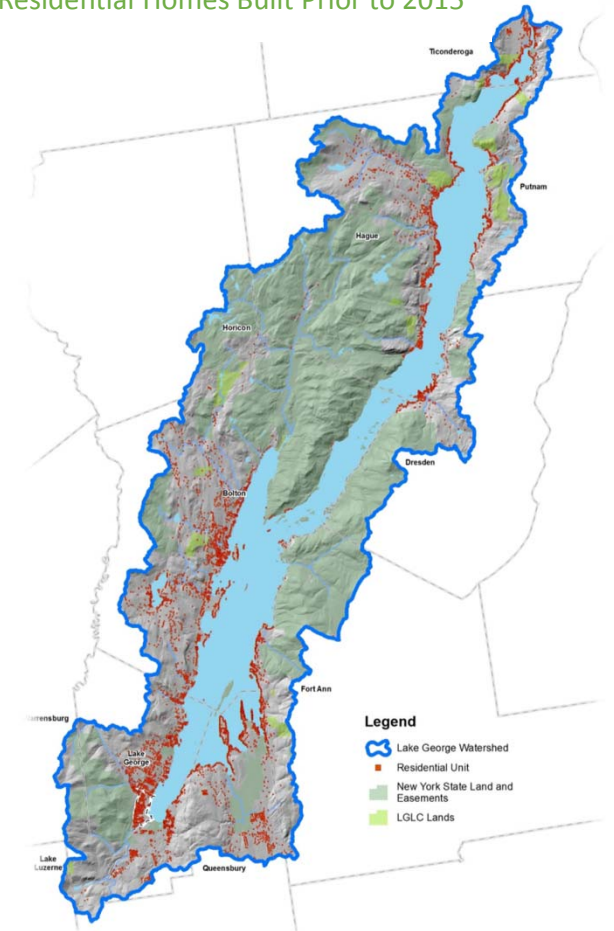 Residential Homes Built Prior to 2015
Ticonderoga
Putnam
Hague
Horicon
Dresden
Bolton
Fort Ann
Lake
George
Lake
Luzerne
Queensbury
Legend
Lake George Watershed
Residential Unit
New York State Land and
Easements
LGLC Lands